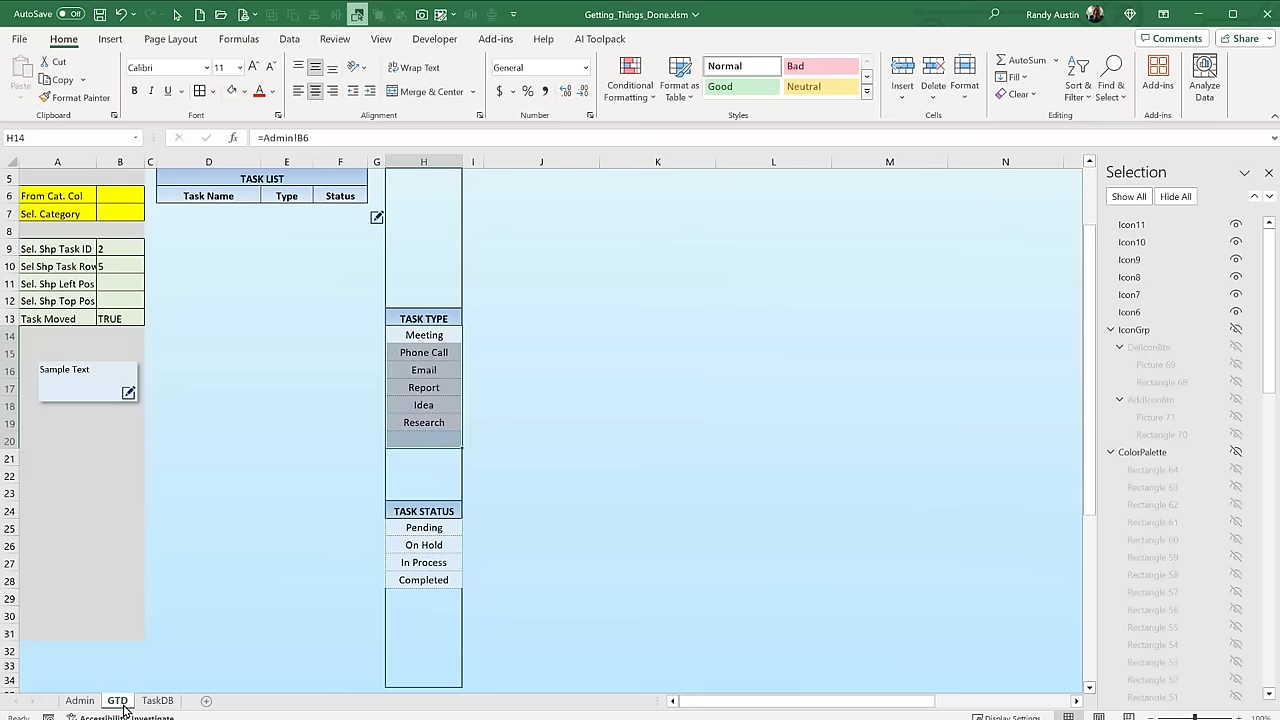 AutoSave Off Getting_Things_Done.xlsm Randy Austin
File Home Insert Page Layout Formulas Data Review View Developer Add-ins Help AI Toolpack Comments Share
Paste Cut Copy Format Painter Clipboard
Calibri 11 A A B I U A Font
Wrap Text Merge & Center Alignment
General $ % Number
Conditional Formatting Format as Table Normal Bad Good Neutral Styles
Insert Delete Format Cells
AutoSum Fill Clear Sort & Filter Find & Select Editing
Add-ins Add-ins Analyze Data
H14 fx =Admin!B6
A B C D E F G H I J K L M N
5 TASK LIST
6 From Cat. Col Task Name Type Status
7 Sel. Category
8
9 Sel. Shp Task ID 2
10 Sel Shp Task Row 5
11 Sel. Shp Left Pos
12 Sel. Shp Top Pos
13 Task Moved TRUE TASK TYPE
14 Meeting
15 Phone Call
16 Sample Text Email
17 Report
18 Idea
19 Research
20
21
22
23
24 TASK STATUS
25 Pending
26 On Hold
27 In Process
28 Completed
29
30
31
32
33
34
Selection
Show All Hide All
Icon11
Icon10
Icon9
Icon8
Icon7
Icon6
IconGrp
DelIconBtn
Picture 69
Rectangle 68
AddIconBtn
Picture 71
Rectangle 70
ColorPalette
Rectangle 64
Rectangle 63
Rectangle 62
Rectangle 61
Rectangle 60
Rectangle 59
Rectangle 58
Rectangle 57
Rectangle 56
Rectangle 55
Rectangle 54
Rectangle 53
Rectangle 52
Rectangle 51
Admin GTD TaskDB
Ready Accessibility: Investigate Display Settings 100%